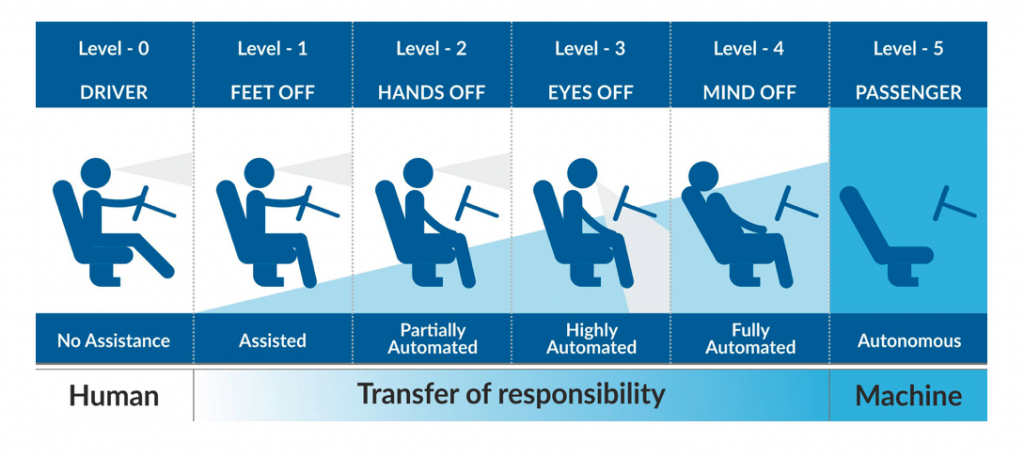 Level - 0
Level - 1
Level - 2
Level - 3
Level - 4
Level - 5
DRIVER
FEET OFF
HANDS OFF
EYES OFF
MIND OFF
PASSENGER
No Assistance
Assisted
Partially
Automated
Highly
Automated
Fully
Automated
Autonomous
Human
Transfer of responsibility
Machine